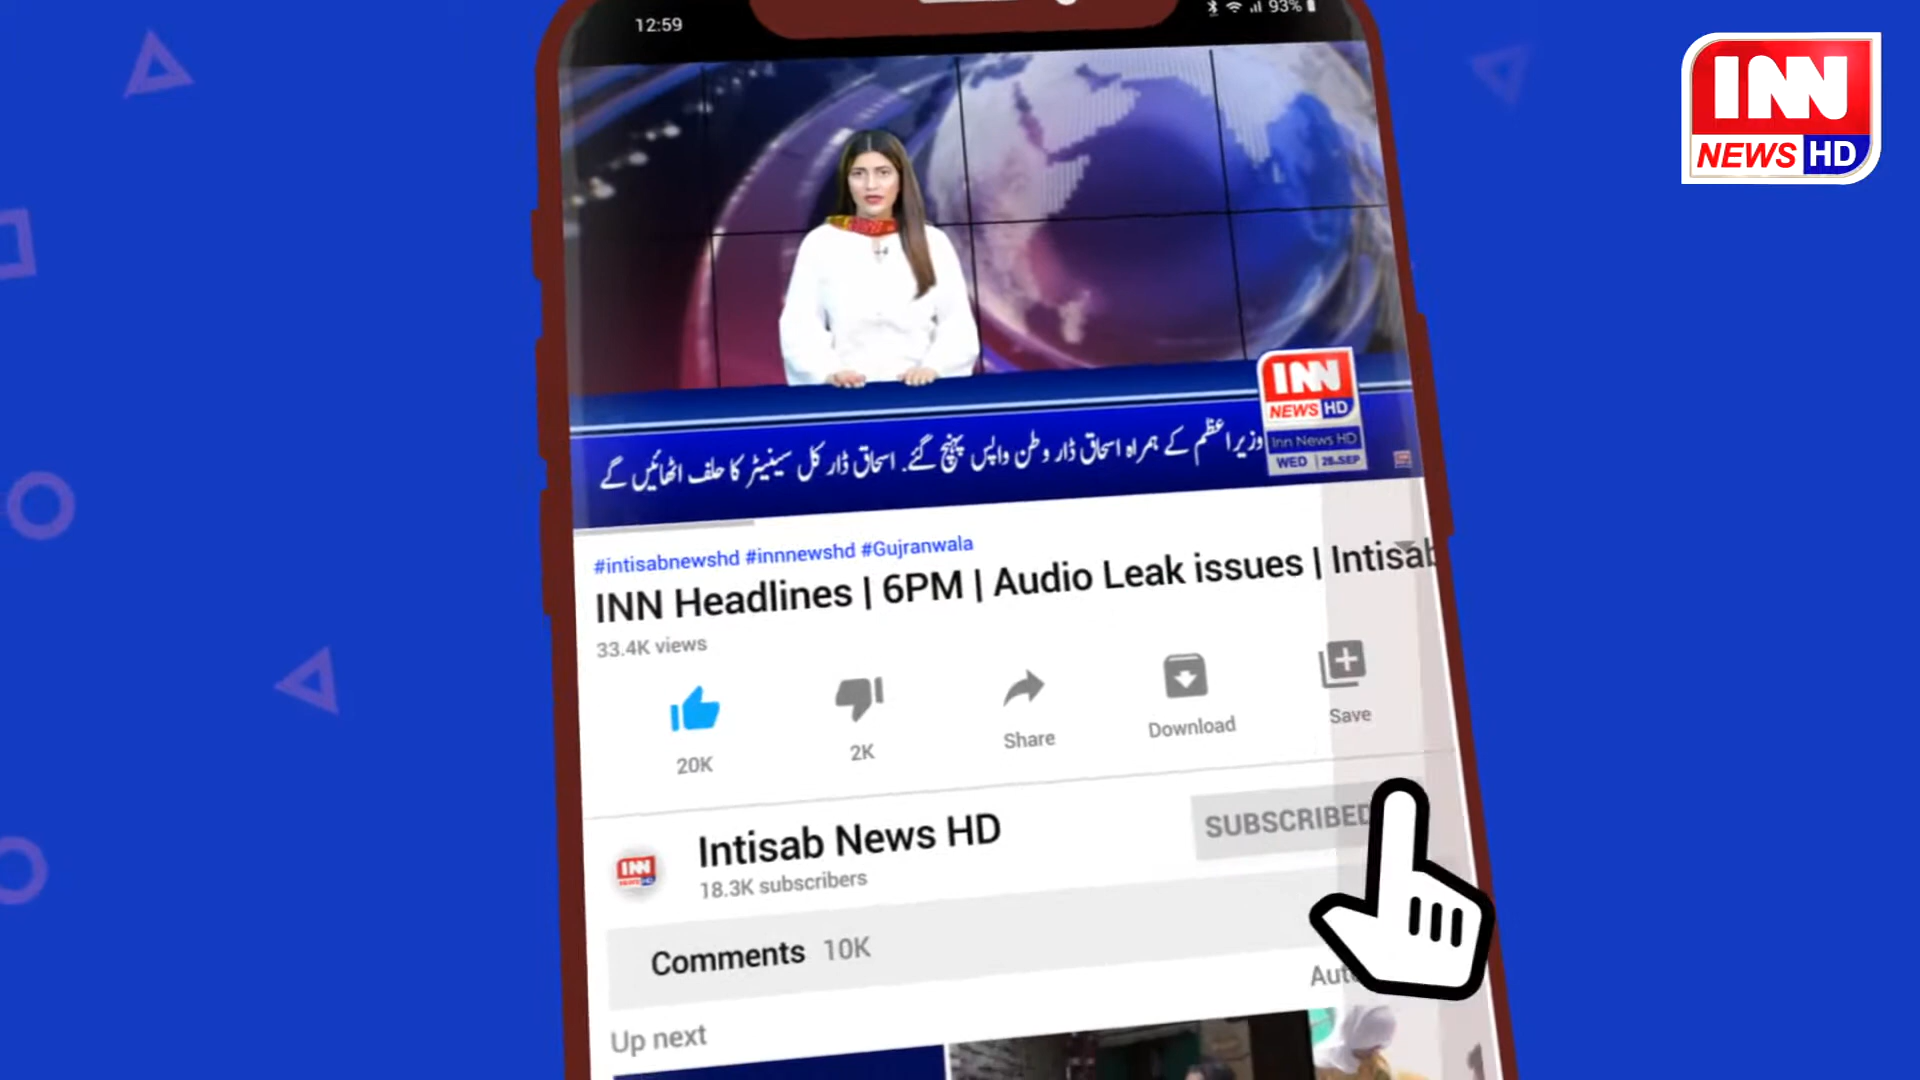 12:59
93%
INN
NEWS HD
INN
NEWS HD
Inn News HD
WED 28.SEP
وزیراعظم کے ہمراہ اسحاق ڈار وطن واپس پہنچ گئے. اسحاق ڈار کل سینیٹر کا حلف اٹھائیں گے
#intisabnewshd #innnewshd #Gujranwala
INN Headlines | 6PM | Audio Leak issues | Intisab
33.4K views
20K
2K
Share
Download
Save
Intisab News HD
18.3K subscribers
SUBSCRIBED
INN
Comments 10K
Up next